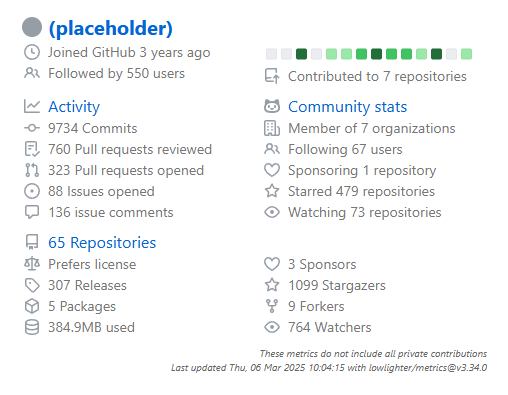 (placeholder)
Joined GitHub 3 years ago
Followed by 550 users
Contributed to 7 repositories
Activity
9734 Commits
760 Pull requests reviewed
323 Pull requests opened
88 Issues opened
136 issue comments
Community stats
Member of 7 organizations
Following 67 users
Sponsoring 1 repository
Starred 479 repositories
Watching 73 repositories
65 Repositories
Prefers license
307 Releases
5 Packages
384.9MB used
3 Sponsors
1099 Stargazers
9 Forkers
764 Watchers
These metrics do not include all private contributions
Last updated Thu, 06 Mar 2025 10:04:15 with lowlighter/metrics@v3.34.0